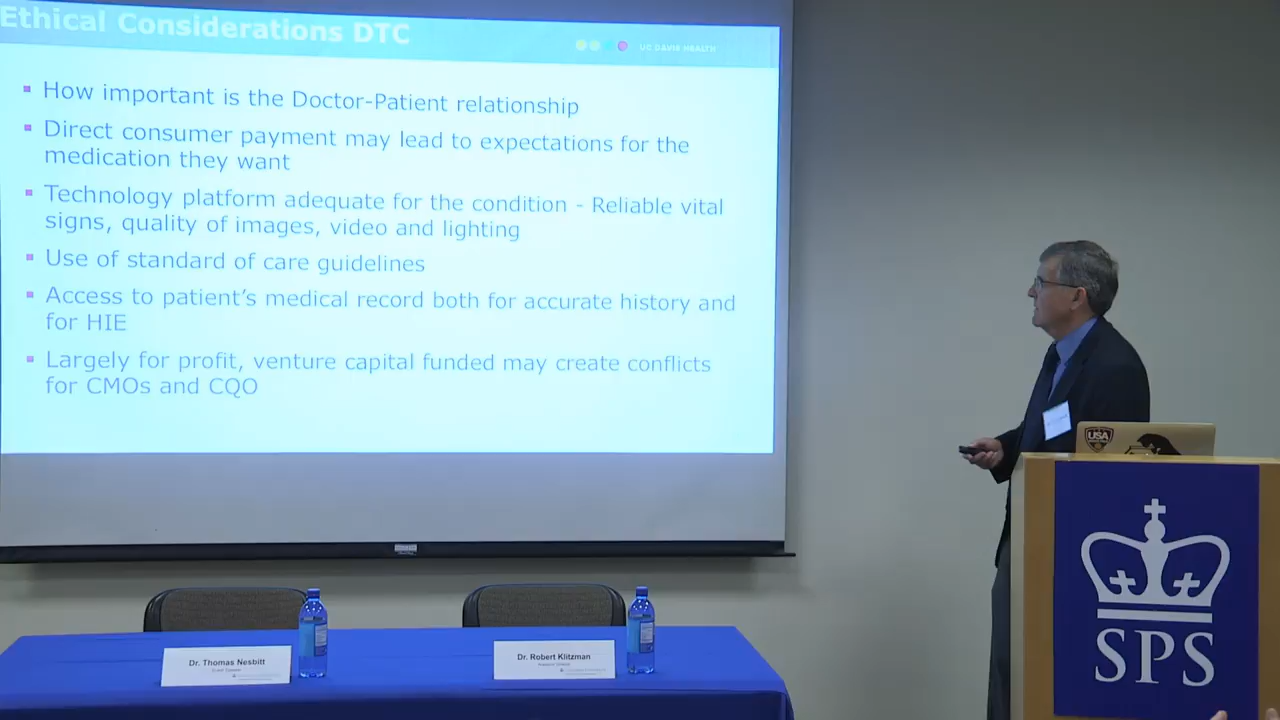 Ethical Considerations DTC
UC DAVIS HEALTH
How important is the Doctor-Patient relationship
Direct consumer payment may lead to expectations for the
medication they want
Technology platform adequate for the condition - Reliable vital
signs, quality of images, video and lighting
Use of standard of care guidelines
Access to patient's medical record both for accurate history and
for HIE
Largely for profit, venture capital funded may create conflicts
for CMOs and CQO
USA
SPS
Dr. Thomas Nesbitt
Dr. Robert Klitzman